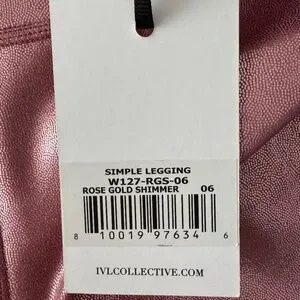 SIMPLE LEGGING
W127-RGS-06
ROSE GOLD SHIMMER 06
8 10019 97634 6
IVLCOLLECTIVE.COM